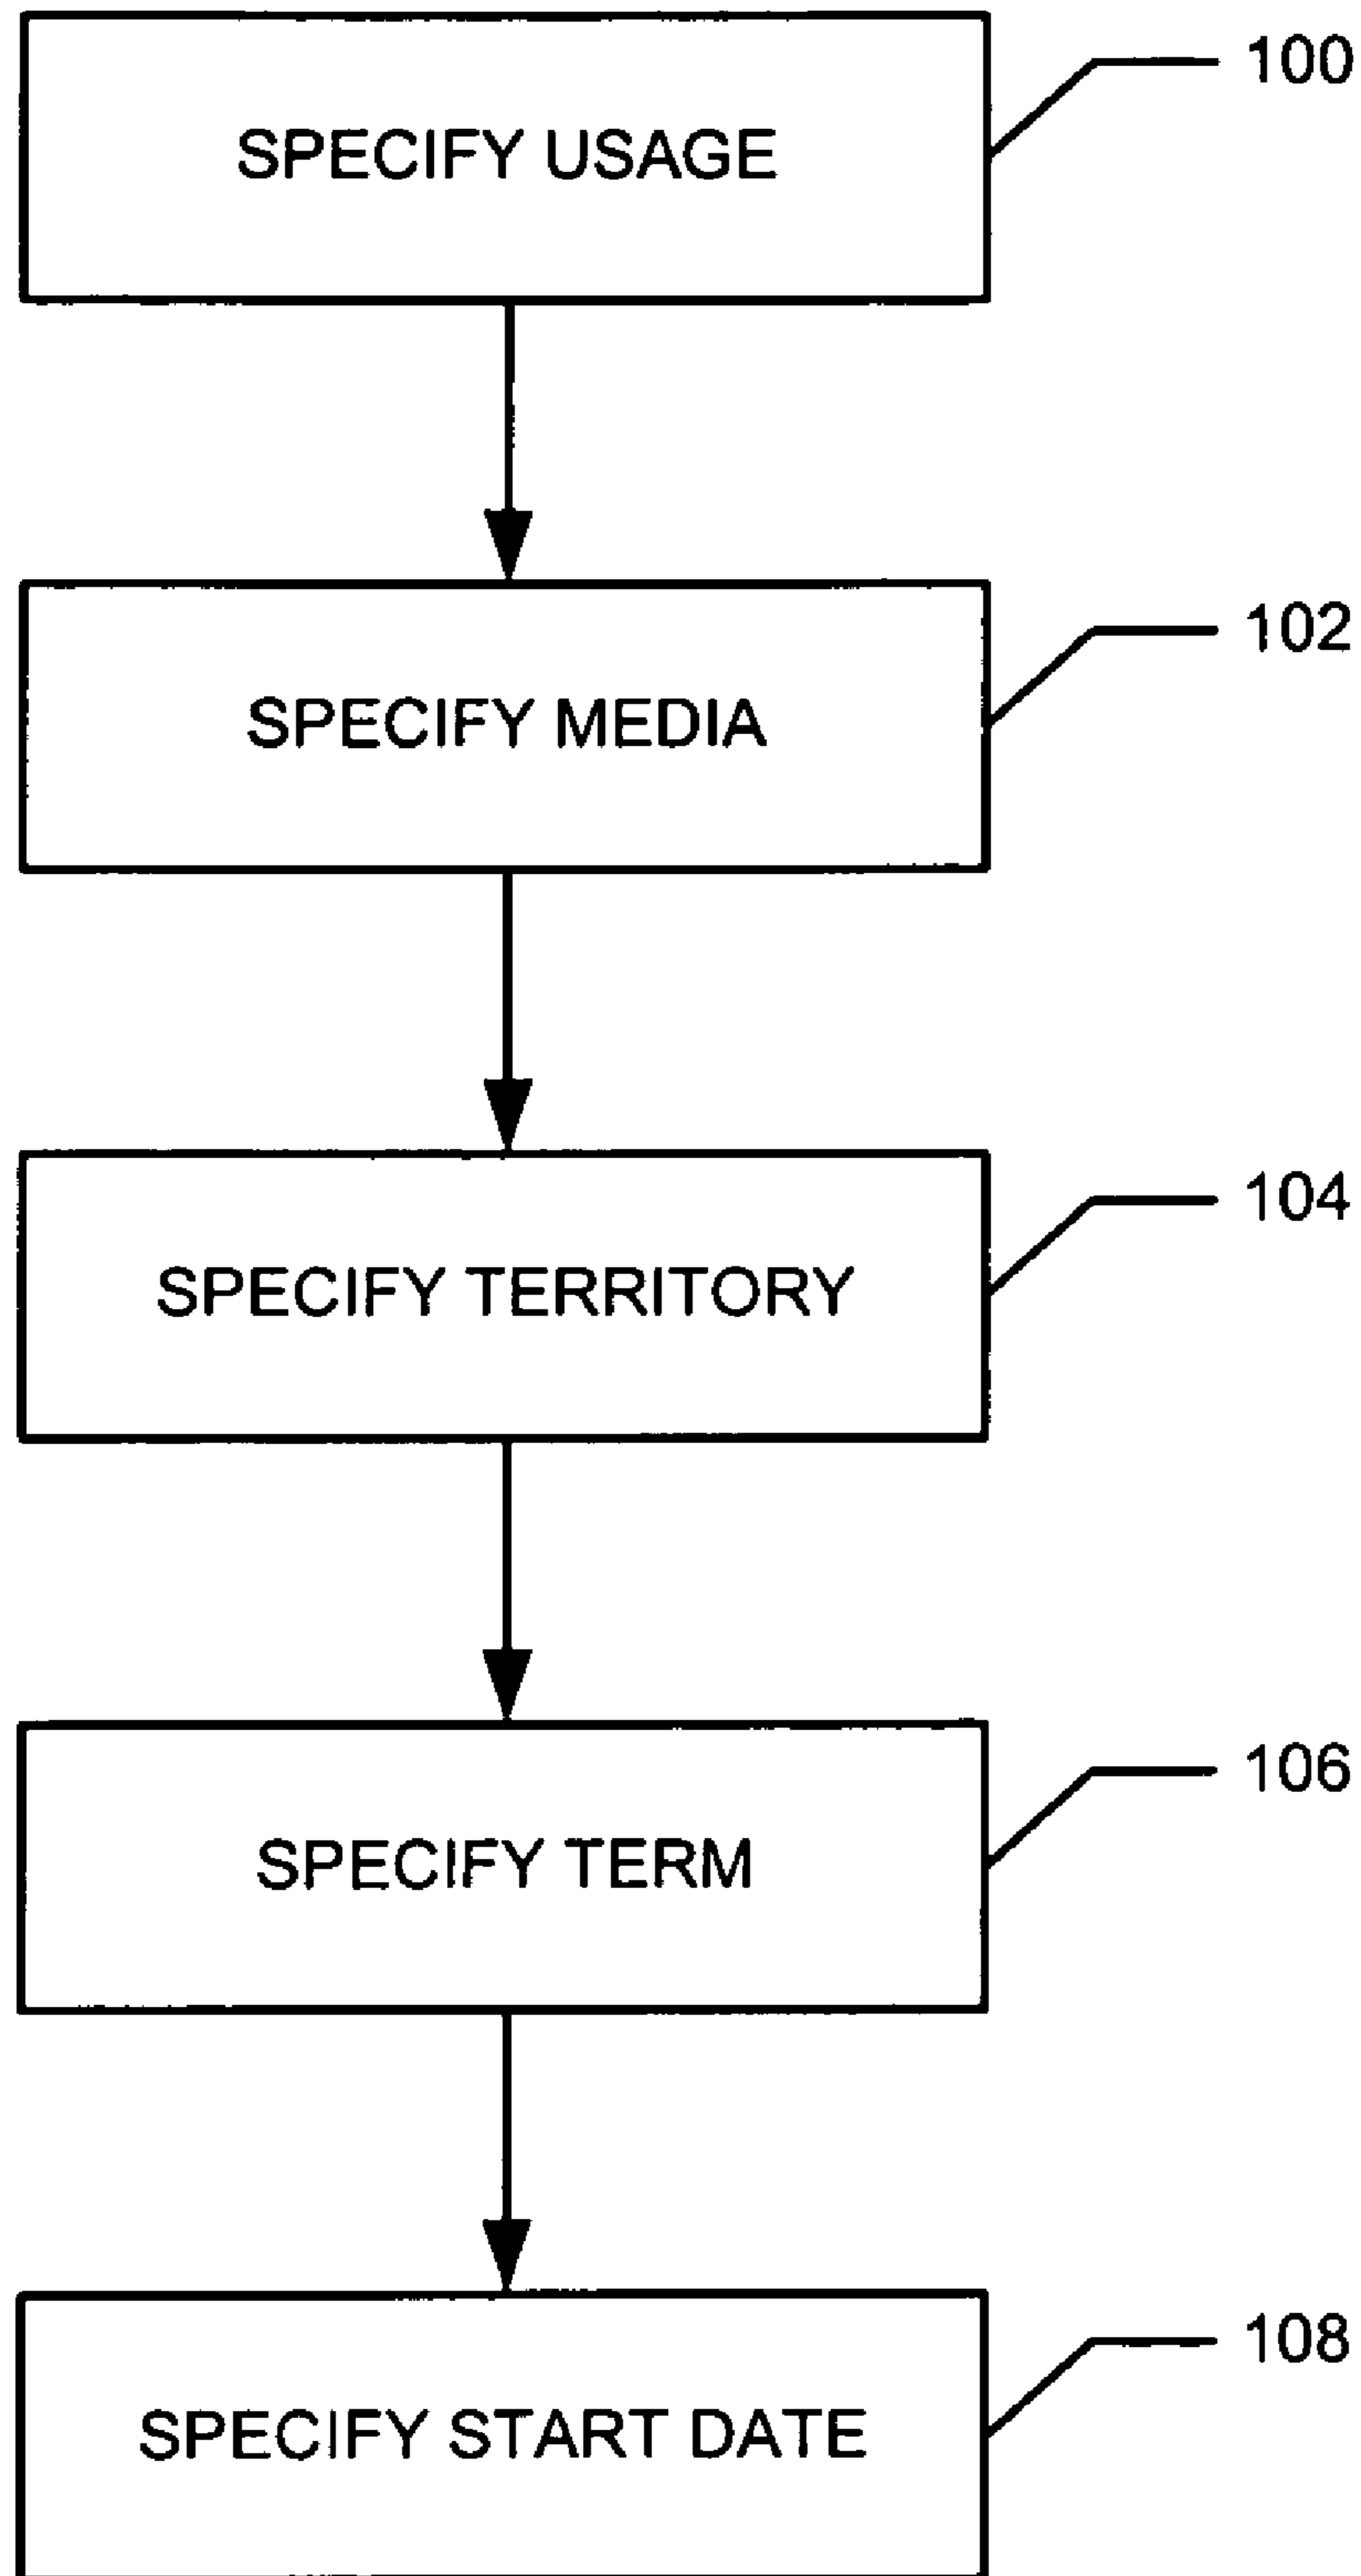 100
SPECIFY USAGE
102
SPECIFY MEDIA
104
SPECIFY TERRITORY
106
SPECIFY TERM
108
SPECIFY START DATE